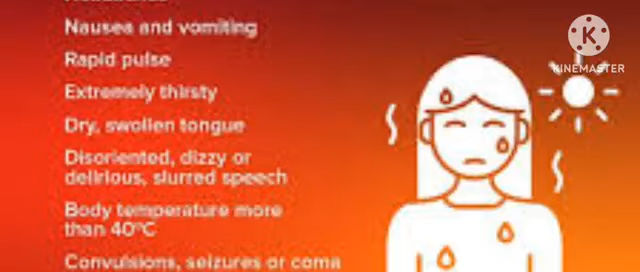 Nausea and vomiting
Rapid pulse
Extremely thirsty
Dry, swollen tongue
Disoriented, dizzy or
delirious, slurred speech
Body temperature more
than 40°C
Convulsions, seizures or coma
K
KINEMASTER